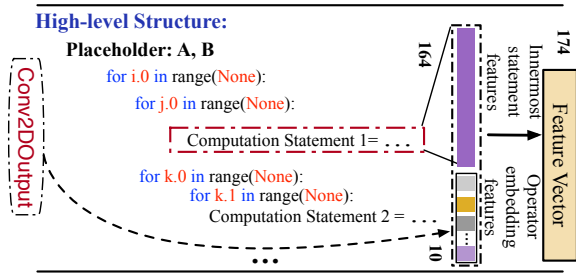 High-level Structure:
Placeholder: A, B
for i.0 in range(None):
for j.0 in range(None):
Computation Statement 1= . . .
for k.0 in range(None):
for k.1 in range(None):
Computation Statement 2 = . . .
...
Conv2DOutput
164
10
...
Innermost
statement
features
Operator
embedding
features
174
Feature Vector